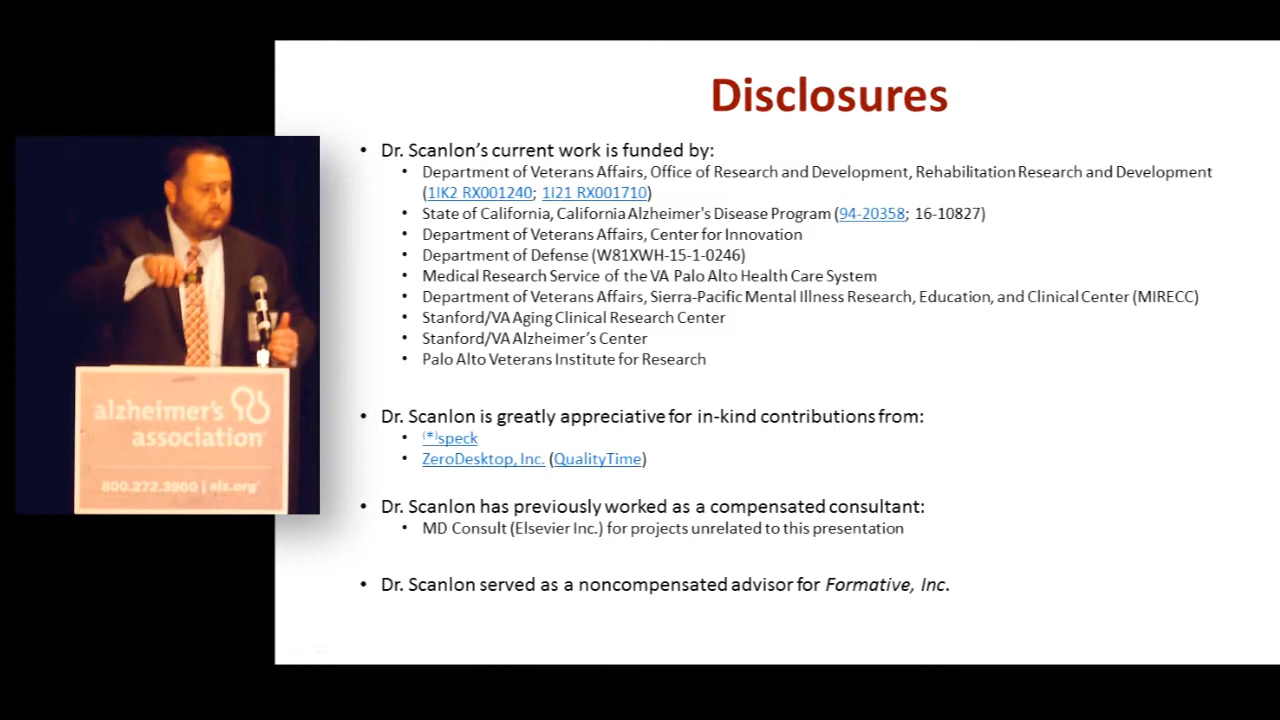 Disclosures
• Dr. Scanlon's current work is funded by:
• Department of Veterans Affairs, Office of Research and Development, Rehabilitation Research and Development
(1IK2 RX001240; 1I21 RX001710)
• State of California, California Alzheimer's Disease Program (94-20358; 16-10827)
• Department of Veterans Affairs, Center for Innovation
• Department of Defense (W81XWH-15-1-0246)
• Medical Research Service of the VA Palo Alto Health Care System
• Department of Veterans Affairs, Sierra-Pacific Mental Illness Research, Education, and Clinical Center (MIRECC)
• Stanford/VA Aging Clinical Research Center
• Stanford/VA Alzheimer's Center
• Palo Alto Veterans Institute for Research
• Dr. Scanlon is greatly appreciative for in-kind contributions from:
• (*)speck
• ZeroDesktop, Inc. (QualityTime)
• Dr. Scanlon has previously worked as a compensated consultant:
• MD Consult (Elsevier Inc.) for projects unrelated to this presentation
• Dr. Scanlon served as a noncompensated advisor for Formative, Inc.
alzheimer's
association
800.272.3900 | alz.org